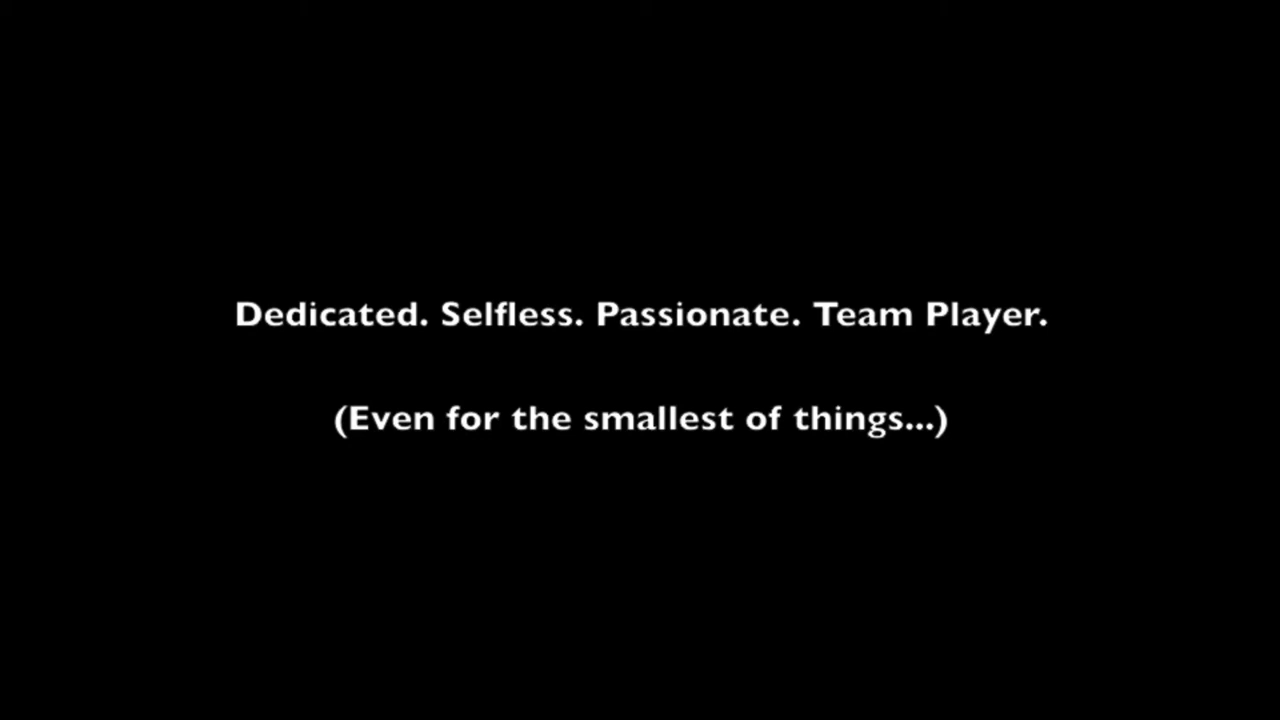 Dedicated. Selfless. Passionate. Team Player.
(Even for the smallest of things...)